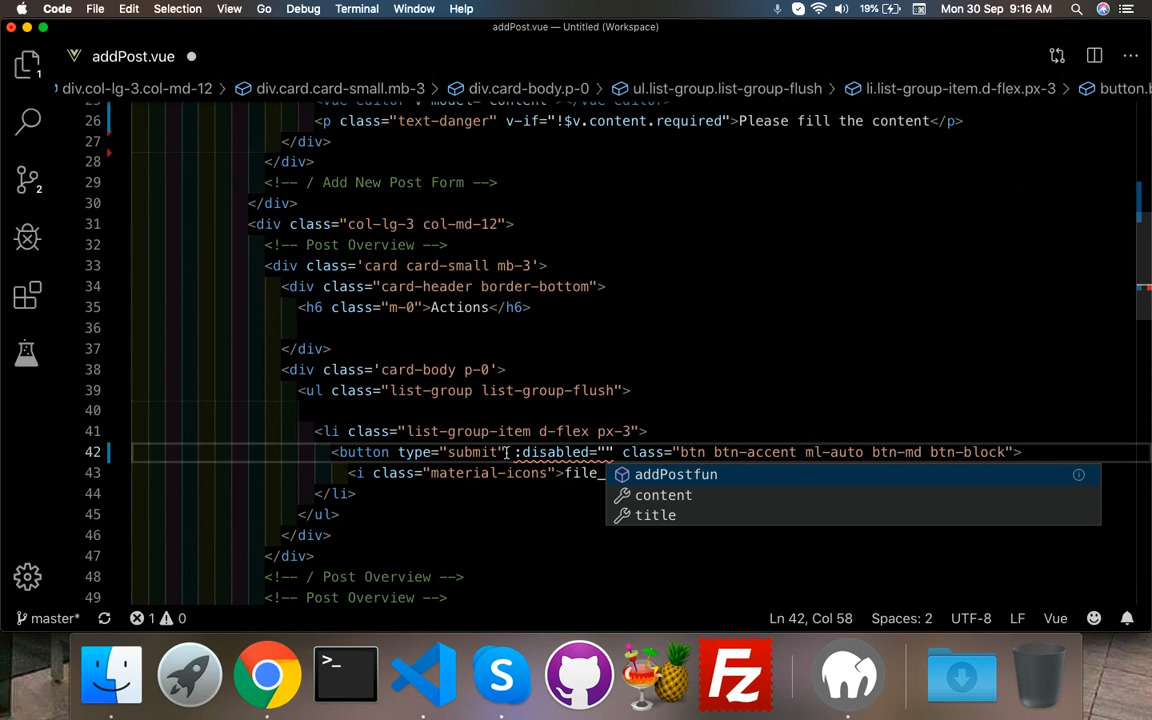 Code File Edit Selection View Go Debug Terminal Window Help 19% Mon 30 Sep 9:16 AM
addPost.vue — Untitled (Workspace)
addPost.vue
div.col-lg-3.col-md-12 > div.card.card-small.mb-3 > div.card-body.p-0 > ul.list-group.list-group-flush > li.list-group-item.d-flex.px-3 > button.b
26 <p class="text-danger" v-if="!$v.content.required">Please fill the content</p>
27 </div>
28 </div>
29 <!-- / Add New Post Form -->
30 </div>
31 <div class="col-lg-3 col-md-12">
32 <!-- Post Overview -->
33 <div class='card card-small mb-3'>
34 <div class="card-header border-bottom">
35 <h6 class="m-0">Actions</h6>
36
37 </div>
38 <div class='card-body p-0'>
39 <ul class="list-group list-group-flush">
40
41 <li class="list-group-item d-flex px-3">
42 <button type="submit" :disabled="" class="btn btn-accent ml-auto btn-md btn-block">
43 <i class="material-icons">file_
addPostfun
content
title
44 </li>
45 </ul>
46 </div>
47 </div>
48 <!-- / Post Overview -->
49 <!-- Post Overview -->
master* 1 0 Ln 42, Col 58 Spaces: 2 UTF-8 LF Vue